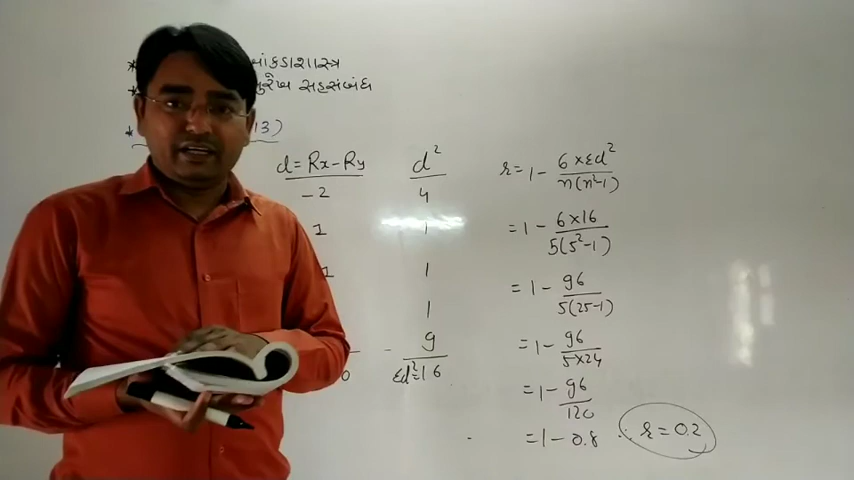 * આંકડાશાસ્ત્ર
* સુરેખ સહસંબંધ
* 13)
d = Rx - Ry d²
-2 4
1 1
1 1
1
9
0 Σd² = 16
r = 1 - 6 × Σd² / n(n²-1)
= 1 - 6 × 16 / 5(5²-1)
= 1 - 96 / 5(25-1)
= 1 - 96 / 5 × 24
= 1 - 96 / 120
= 1 - 0.8 ∴ r = 0.2